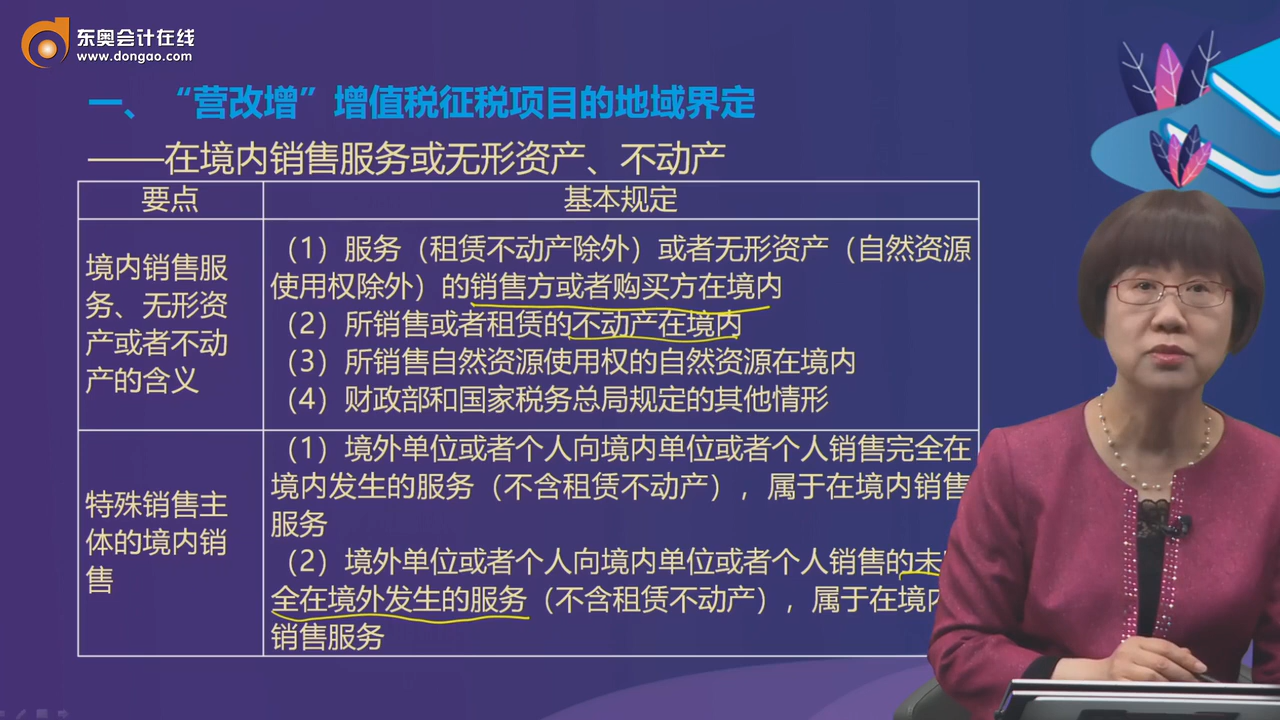 东奥会计在线
www.dongao.com
一、“营改增”增值税征税项目的地域界定
——在境内销售服务或无形资产、不动产
要点
基本规定
境内销售服
务、无形资
产或者不动
产的含义
（1）服务（租赁不动产除外）或者无形资产（自然资源
使用权除外）的销售方或者购买方在境内
（2）所销售或者租赁的不动产在境内
（3）所销售自然资源使用权的自然资源在境内
（4）财政部和国家税务总局规定的其他情形
特殊销售主
体的境内销
售
（1）境外单位或者个人向境内单位或者个人销售完全在
境内发生的服务（不含租赁不动产），属于在境内销售
服务
（2）境外单位或者个人向境内单位或者个人销售的未
全在境外发生的服务（不含租赁不动产），属于在境内
销售服务